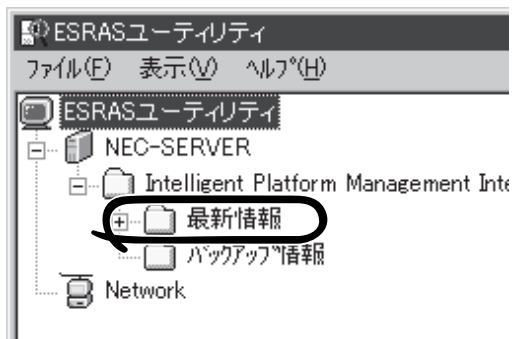 ESRASユーティリティ
ﾌｧｲﾙ(F) 表示(V) ﾍﾙﾌﾟ(H)
ESRASユーティリティ
NEC-SERVER
Intelligent Platform Management Inte
最新情報
ﾊﾞｯｸｱｯﾌﾟ情報
Network